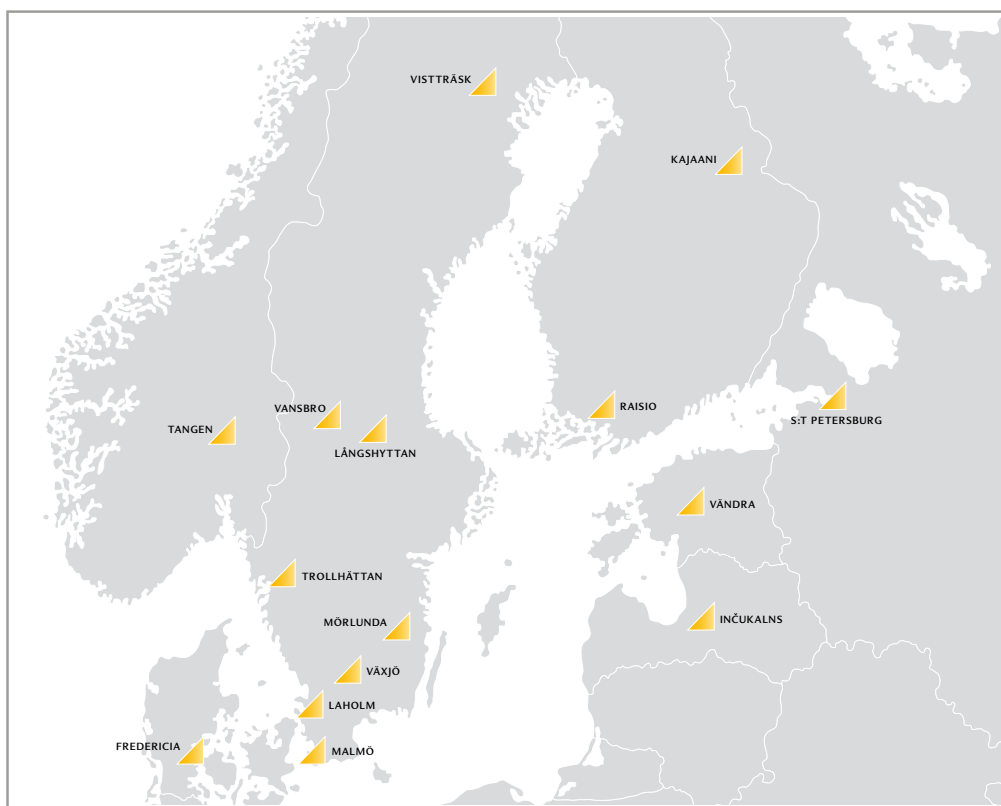 VISTTRÄSK
KAJAANI
VANSBRO
RAISIO
TANGEN
S:T PETERSBURG
LÅNGSHYTTAN
VÄNDRA
TROLLHÄTTAN
MÖRLUNDA
INČUKALNS
VÄXJÖ
LAHOLM
FREDERICIA
MALMÖ